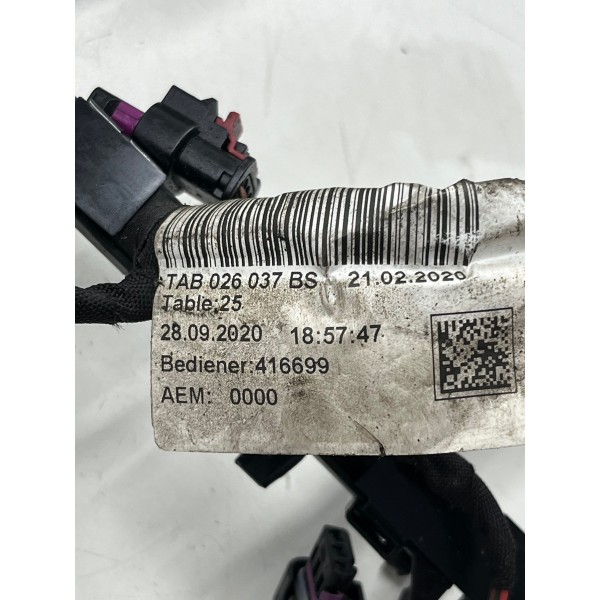 TAB 026 037 BS 21.02.2020
Table:25
28.09.2020 18:57:47
Bediener:416699
AEM: 0000